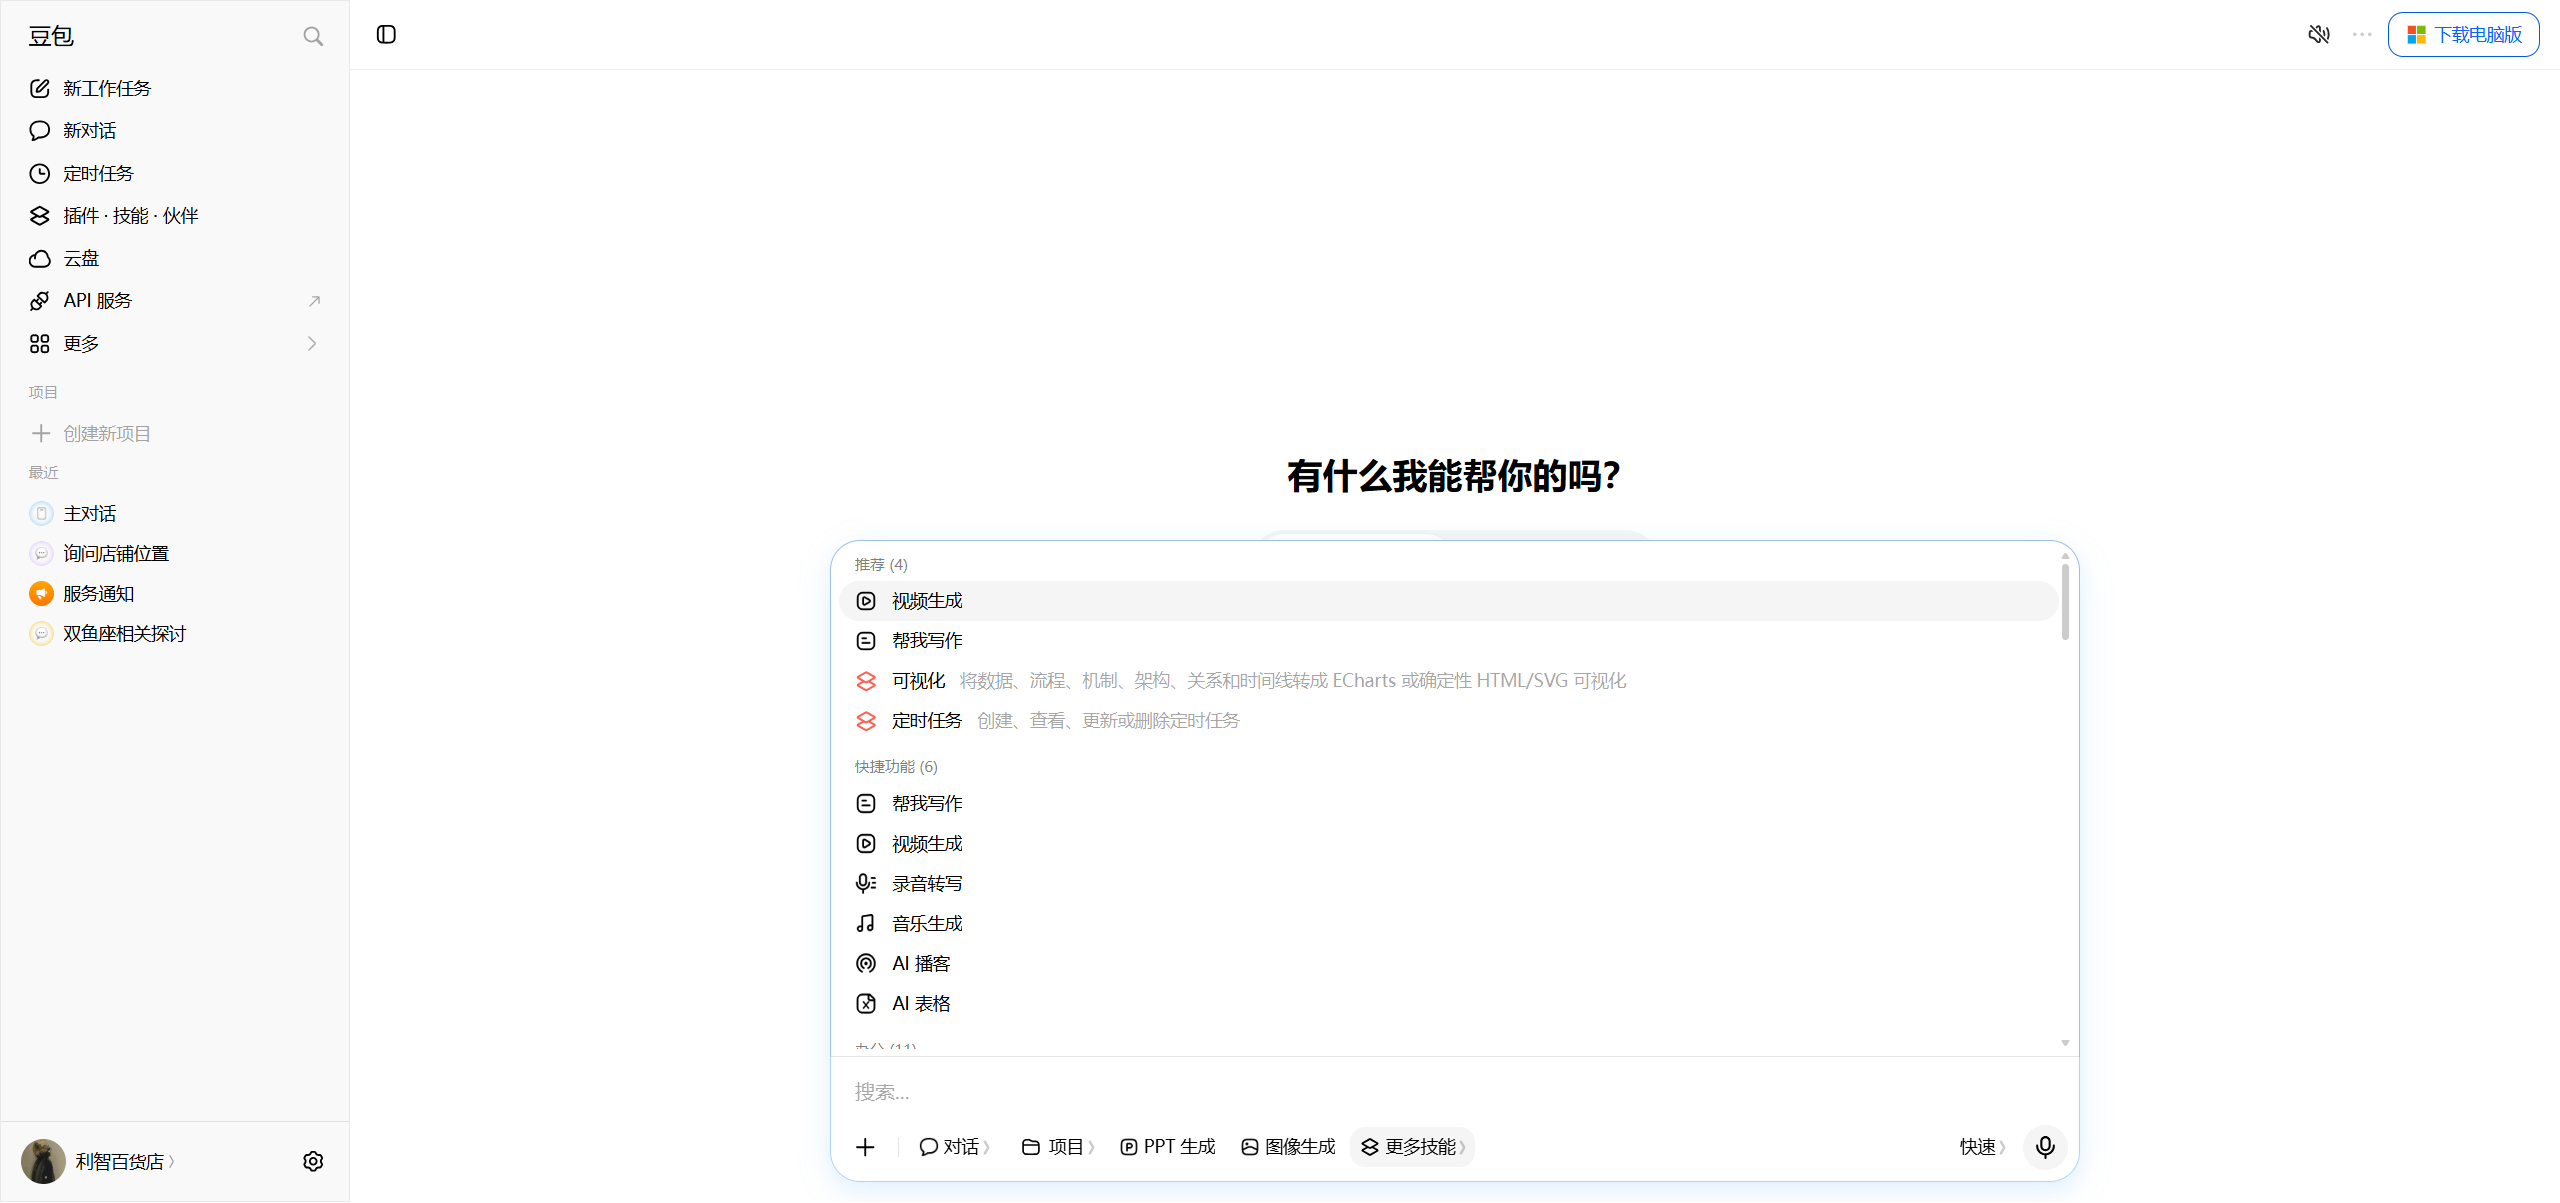 豆包
新工作任务
新对话
定时任务
插件 · 技能 · 伙伴
云盘
API 服务
更多
项目
创建新项目
最近
主对话
询问店铺位置
服务通知
双鱼座相关探讨
利智百货店
下载电脑版
有什么我能帮你的吗？
推荐 (4)
视频生成
帮我写作
可视化 将数据、流程、机制、架构、关系和时间线转成 ECharts 或确定性 HTML/SVG 可视化
定时任务 创建、查看、更新或删除定时任务
快捷功能 (6)
帮我写作
视频生成
录音转写
音乐生成
AI 播客
AI 表格
搜索...
对话 项目 PPT 生成 图像生成 更多技能 快速